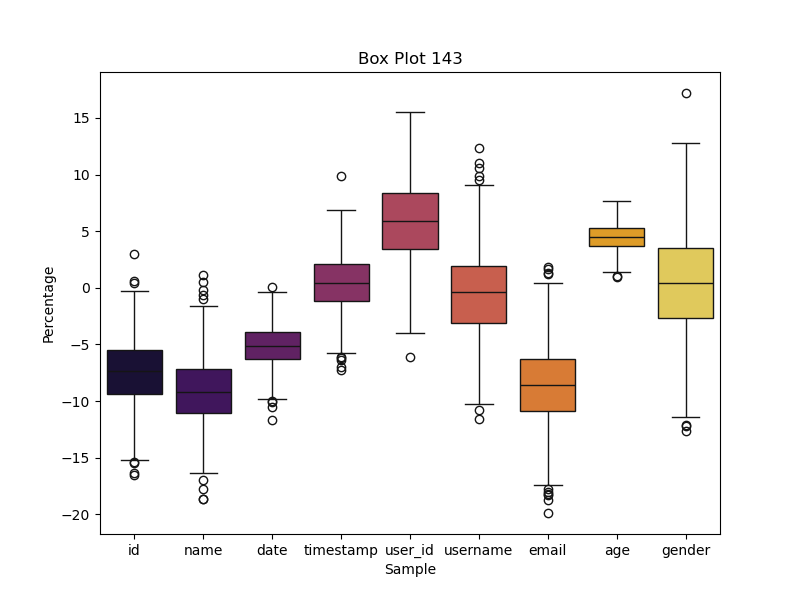 Box Plot 143
Percentage
15
10
5
0
−5
−10
−15
−20
id name date timestamp user_id username email age gender
Sample